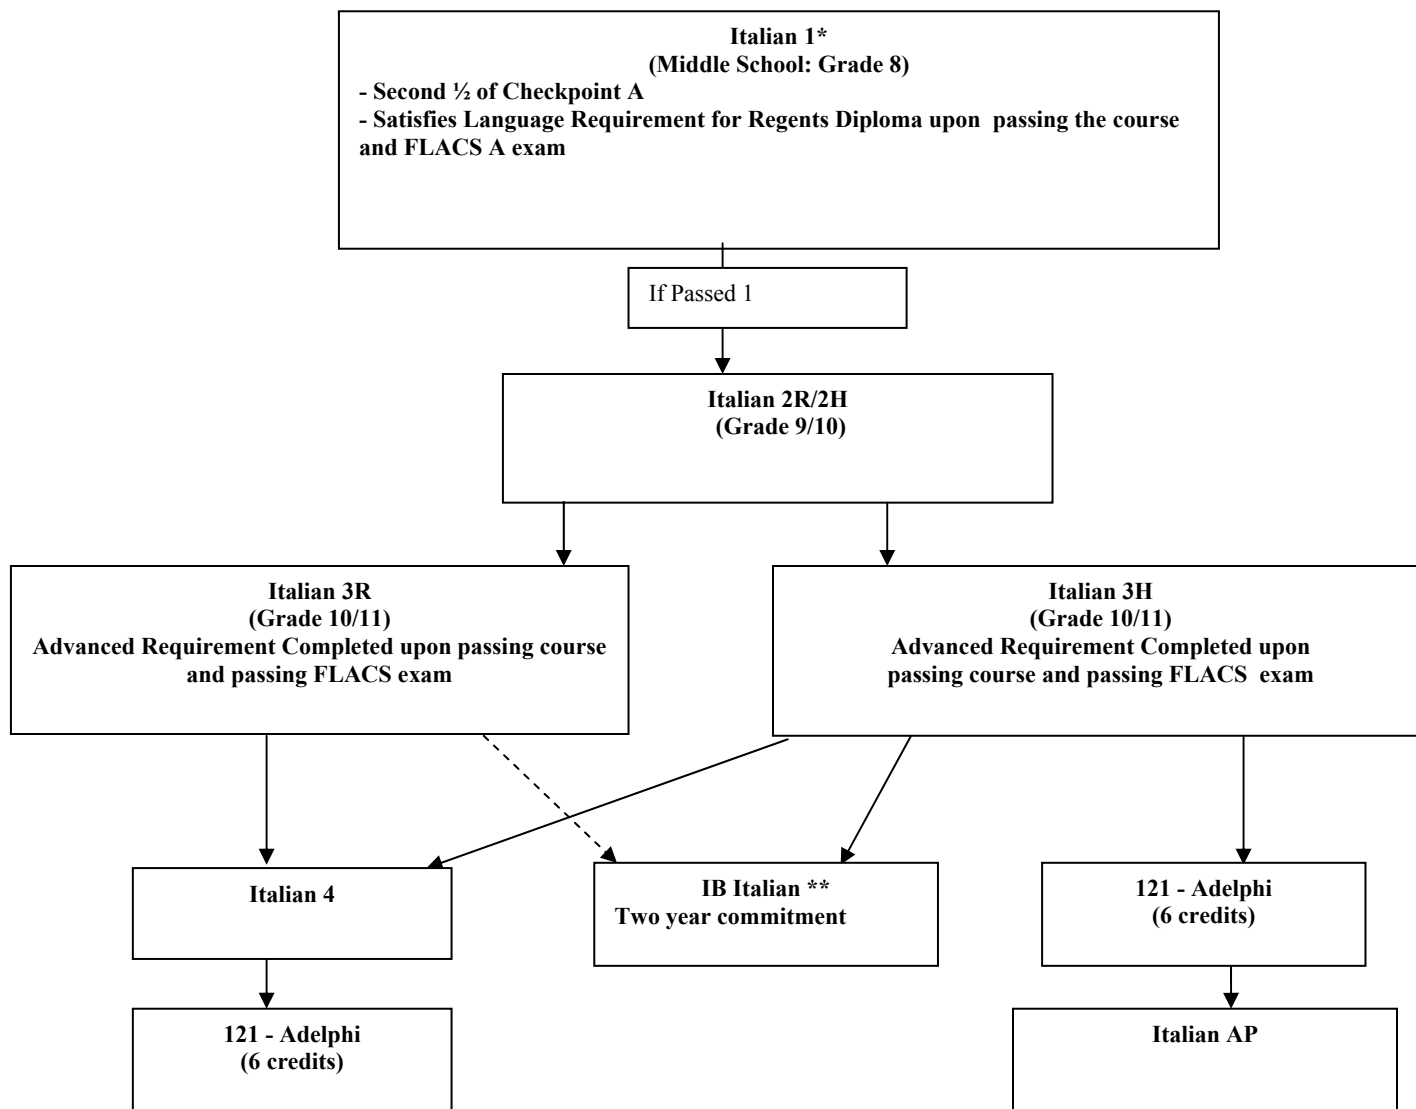 Italian 1*
(Middle School: Grade 8)
- Second ½ of Checkpoint A
- Satisfies Language Requirement for Regents Diploma upon  passing the course
and FLACS A exam
If Passed 1
Italian 2R/2H
(Grade 9/10)
Italian 3R
(Grade 10/11)
Advanced Requirement Completed upon passing course
and passing FLACS exam
Italian 3H
(Grade 10/11)
Advanced Requirement Completed upon
passing course and passing FLACS  exam
Italian 4
IB Italian **
Two year commitment
121 - Adelphi
(6 credits)
121 - Adelphi
(6 credits)
Italian AP